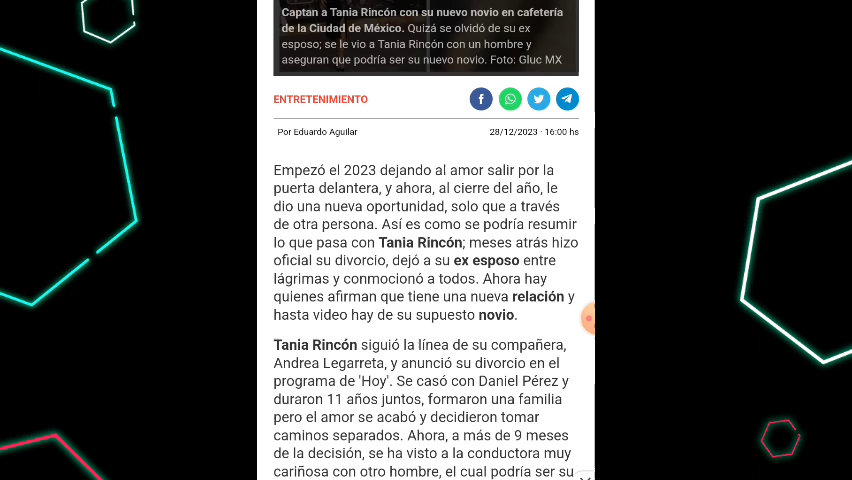 Captan a Tania Rincón con su nuevo novio en cafetería
de la Ciudad de México. Quizá se olvidó de su ex
esposo; se le vio a Tania Rincón con un hombre y
aseguran que podría ser su nuevo novio. Foto: Gluc MX
ENTRETENIMIENTO
Por Eduardo Aguilar 28/12/2023 · 16:00 hs
Empezó el 2023 dejando al amor salir por la
puerta delantera, y ahora, al cierre del año, le
dio una nueva oportunidad, solo que a través
de otra persona. Así es como se podría resumir
lo que pasa con Tania Rincón; meses atrás hizo
oficial su divorcio, dejó a su ex esposo entre
lágrimas y conmocionó a todos. Ahora hay
quienes afirman que tiene una nueva relación y
hasta video hay de su supuesto novio.
Tania Rincón siguió la línea de su compañera,
Andrea Legarreta, y anunció su divorcio en el
programa de 'Hoy'. Se casó con Daniel Pérez y
duraron 11 años juntos, formaron una familia
pero el amor se acabó y decidieron tomar
caminos separados. Ahora, a más de 9 meses
de la decisión, se ha visto a la conductora muy
cariñosa con otro hombre, el cual podría ser su